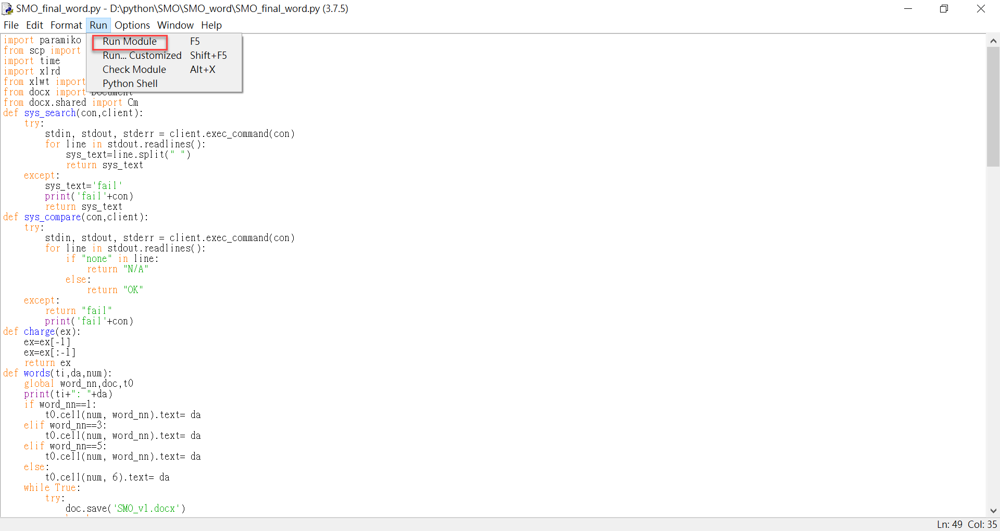 SMO_final_word.py - D:\python\SMO\SMO_word\SMO_final_word.py (3.7.5)
File Edit Format Run Options Window Help
Run Module F5
Run... Customized Shift+F5
Check Module Alt+X
Python Shell
import paramiko
from scp import
import time
import xlrd
from xlwt import
from docx import Document
from docx.shared import Cm
def sys_search(con,client):
    try:
        stdin, stdout, stderr = client.exec_command(con)
        for line in stdout.readlines():
            sys_text=line.split(" ")
            return sys_text
    except:
        sys_text='fail'
        print('fail'+con)
        return sys_text
def sys_compare(con,client):
    try:
        stdin, stdout, stderr = client.exec_command(con)
        for line in stdout.readlines():
            if "none" in line:
                return "N/A"
            else:
                return "OK"
    except:
        return "fail"
        print('fail'+con)
def charge(ex):
    ex=ex[-1]
    ex=ex[:-1]
    return ex
def words(ti,da,num):
    global word_nn,doc,t0
    print(ti+": "+da)
    if word_nn==1:
        t0.cell(num, word_nn).text= da
    elif word_nn==3:
        t0.cell(num, word_nn).text= da
    elif word_nn==5:
        t0.cell(num, word_nn).text= da
    else:
        t0.cell(num, 6).text= da
    while True:
        try:
            doc.save('SMO_v1.docx')
Ln: 49 Col: 35